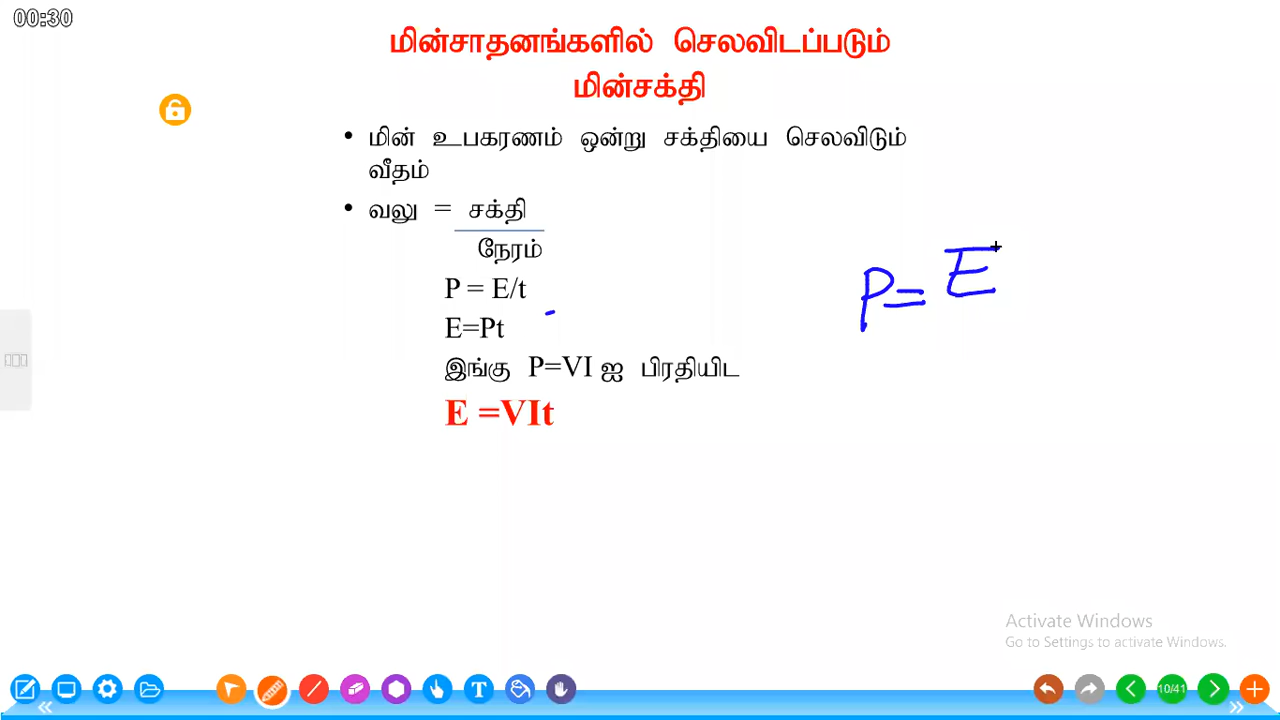 00:30
மின்சாதனங்களில் செலவிடப்படும்
மின்சக்தி
• மின் உபகரணம் ஒன்று சக்தியை செலவிடும்
வீதம்
• வலு = சக்தி
நேரம்
P = E/t
E=Pt
இங்கு P=VI ஐ பிரதியிட
E =VIt
P= E
Activate Windows
Go to Settings to activate Windows.
10/41